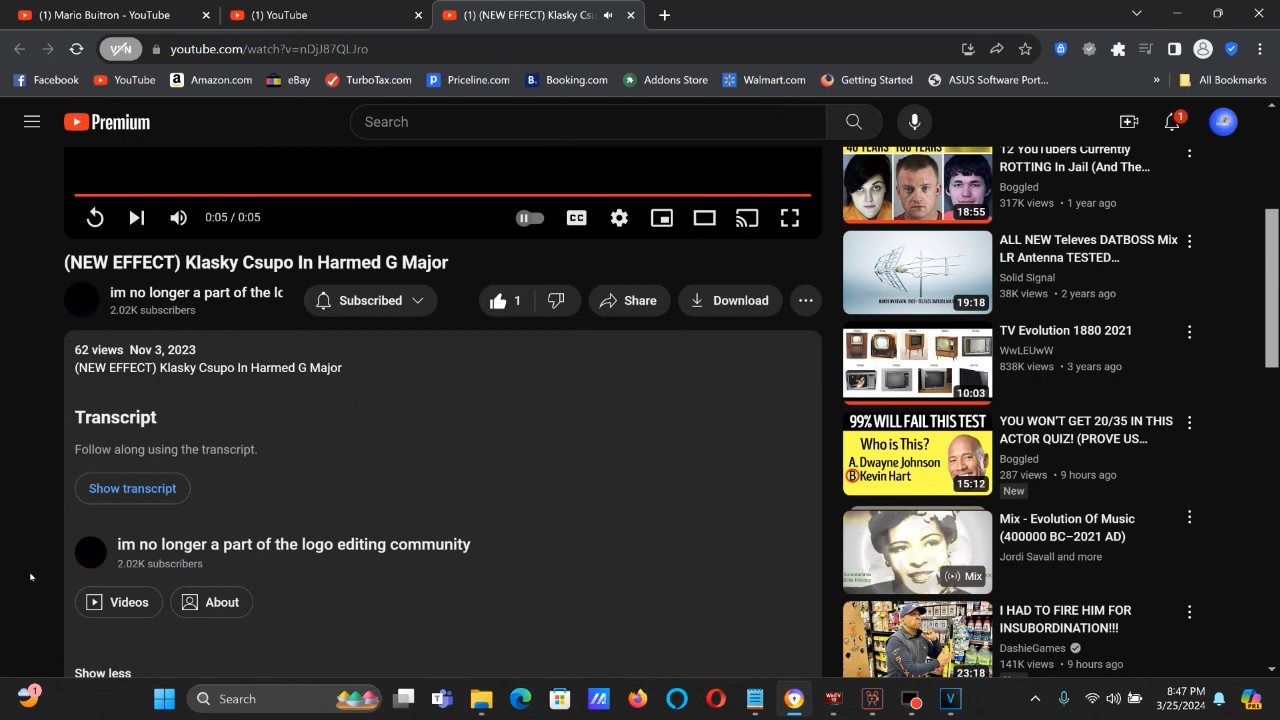 (1) Mario Buitron - YouTube
(1) YouTube
(1) (NEW EFFECT) Klasky Csu
youtube.com/watch?v=nDjJ87QLJro
Facebook
YouTube
Amazon.com
eBay
TurboTax.com
Priceline.com
Booking.com
Addons Store
Walmart.com
Getting Started
ASUS Software Port...
»
All Bookmarks
Premium
Search
1
0:05 / 0:05
CC
(NEW EFFECT) Klasky Csupo In Harmed G Major
im no longer a part of the lo
2.02K subscribers
Subscribed
1
Share
Download
62 views Nov 3, 2023
(NEW EFFECT) Klasky Csupo In Harmed G Major
Transcript
Follow along using the transcript.
Show transcript
im no longer a part of the logo editing community
2.02K subscribers
Videos
About
Show less
18:55
12 YouTubers Currently
ROTTING In Jail (And The...
Boggled
317K views • 1 year ago
19:18
ALL NEW Televes DATBOSS Mix
LR Antenna TESTED...
Solid Signal
38K views • 2 years ago
10:03
TV Evolution 1880 2021
WwLEUwW
838K views • 3 years ago
99% WILL FAIL THIS TEST
Who is This?
A. Dwayne Johnson
B Kevin Hart
15:12
YOU WON'T GET 20/35 IN THIS
ACTOR QUIZ! (PROVE US...
Boggled
287 views • 9 hours ago
New
Mix
Mix - Evolution Of Music
(400000 BC–2021 AD)
Jordi Savall and more
23:18
I HAD TO FIRE HIM FOR
INSUBORDINATION!!!
DashieGames
141K views • 9 hours ago
1
Search
8:47 PM
3/25/2024